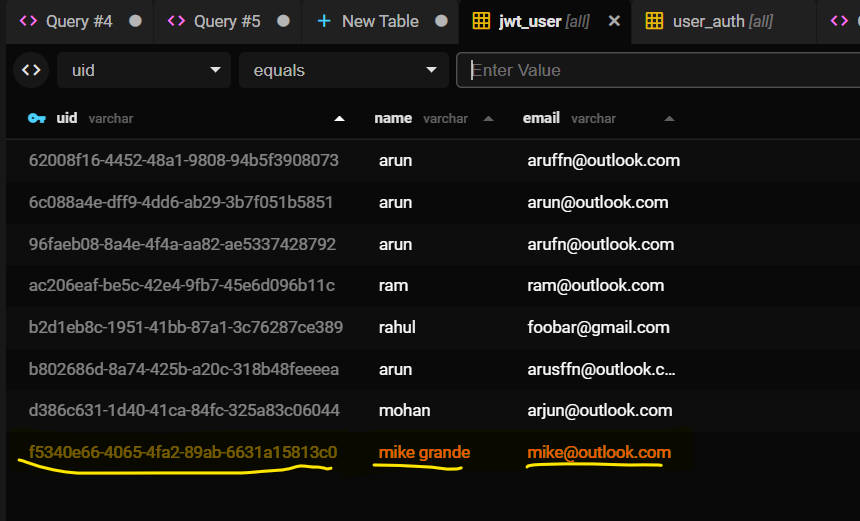 Query #4 Query #5 New Table jwt_user [all] user_auth [all]
uid equals Enter Value
uid varchar name varchar email varchar
62008f16-4452-48a1-9808-94b5f3908073 arun aruffn@outlook.com
6c088a4e-dff9-4dd6-ab29-3b7f051b5851 arun arun@outlook.com
96faeb08-8a4e-4f4a-aa82-ae5337428792 arun arufn@outlook.com
ac206eaf-be5c-42e4-9fb7-45e6d096b11c ram ram@outlook.com
b2d1eb8c-1951-41bb-87a1-3c76287ce389 rahul foobar@gmail.com
b802686d-8a74-425b-a20c-318b48feeeea arun arusffn@outlook.c...
d386c631-1d40-41ca-84fc-325a83c06044 mohan arjun@outlook.com
f5340e66-4065-4fa2-89ab-6631a15813c0 mike grande mike@outlook.com